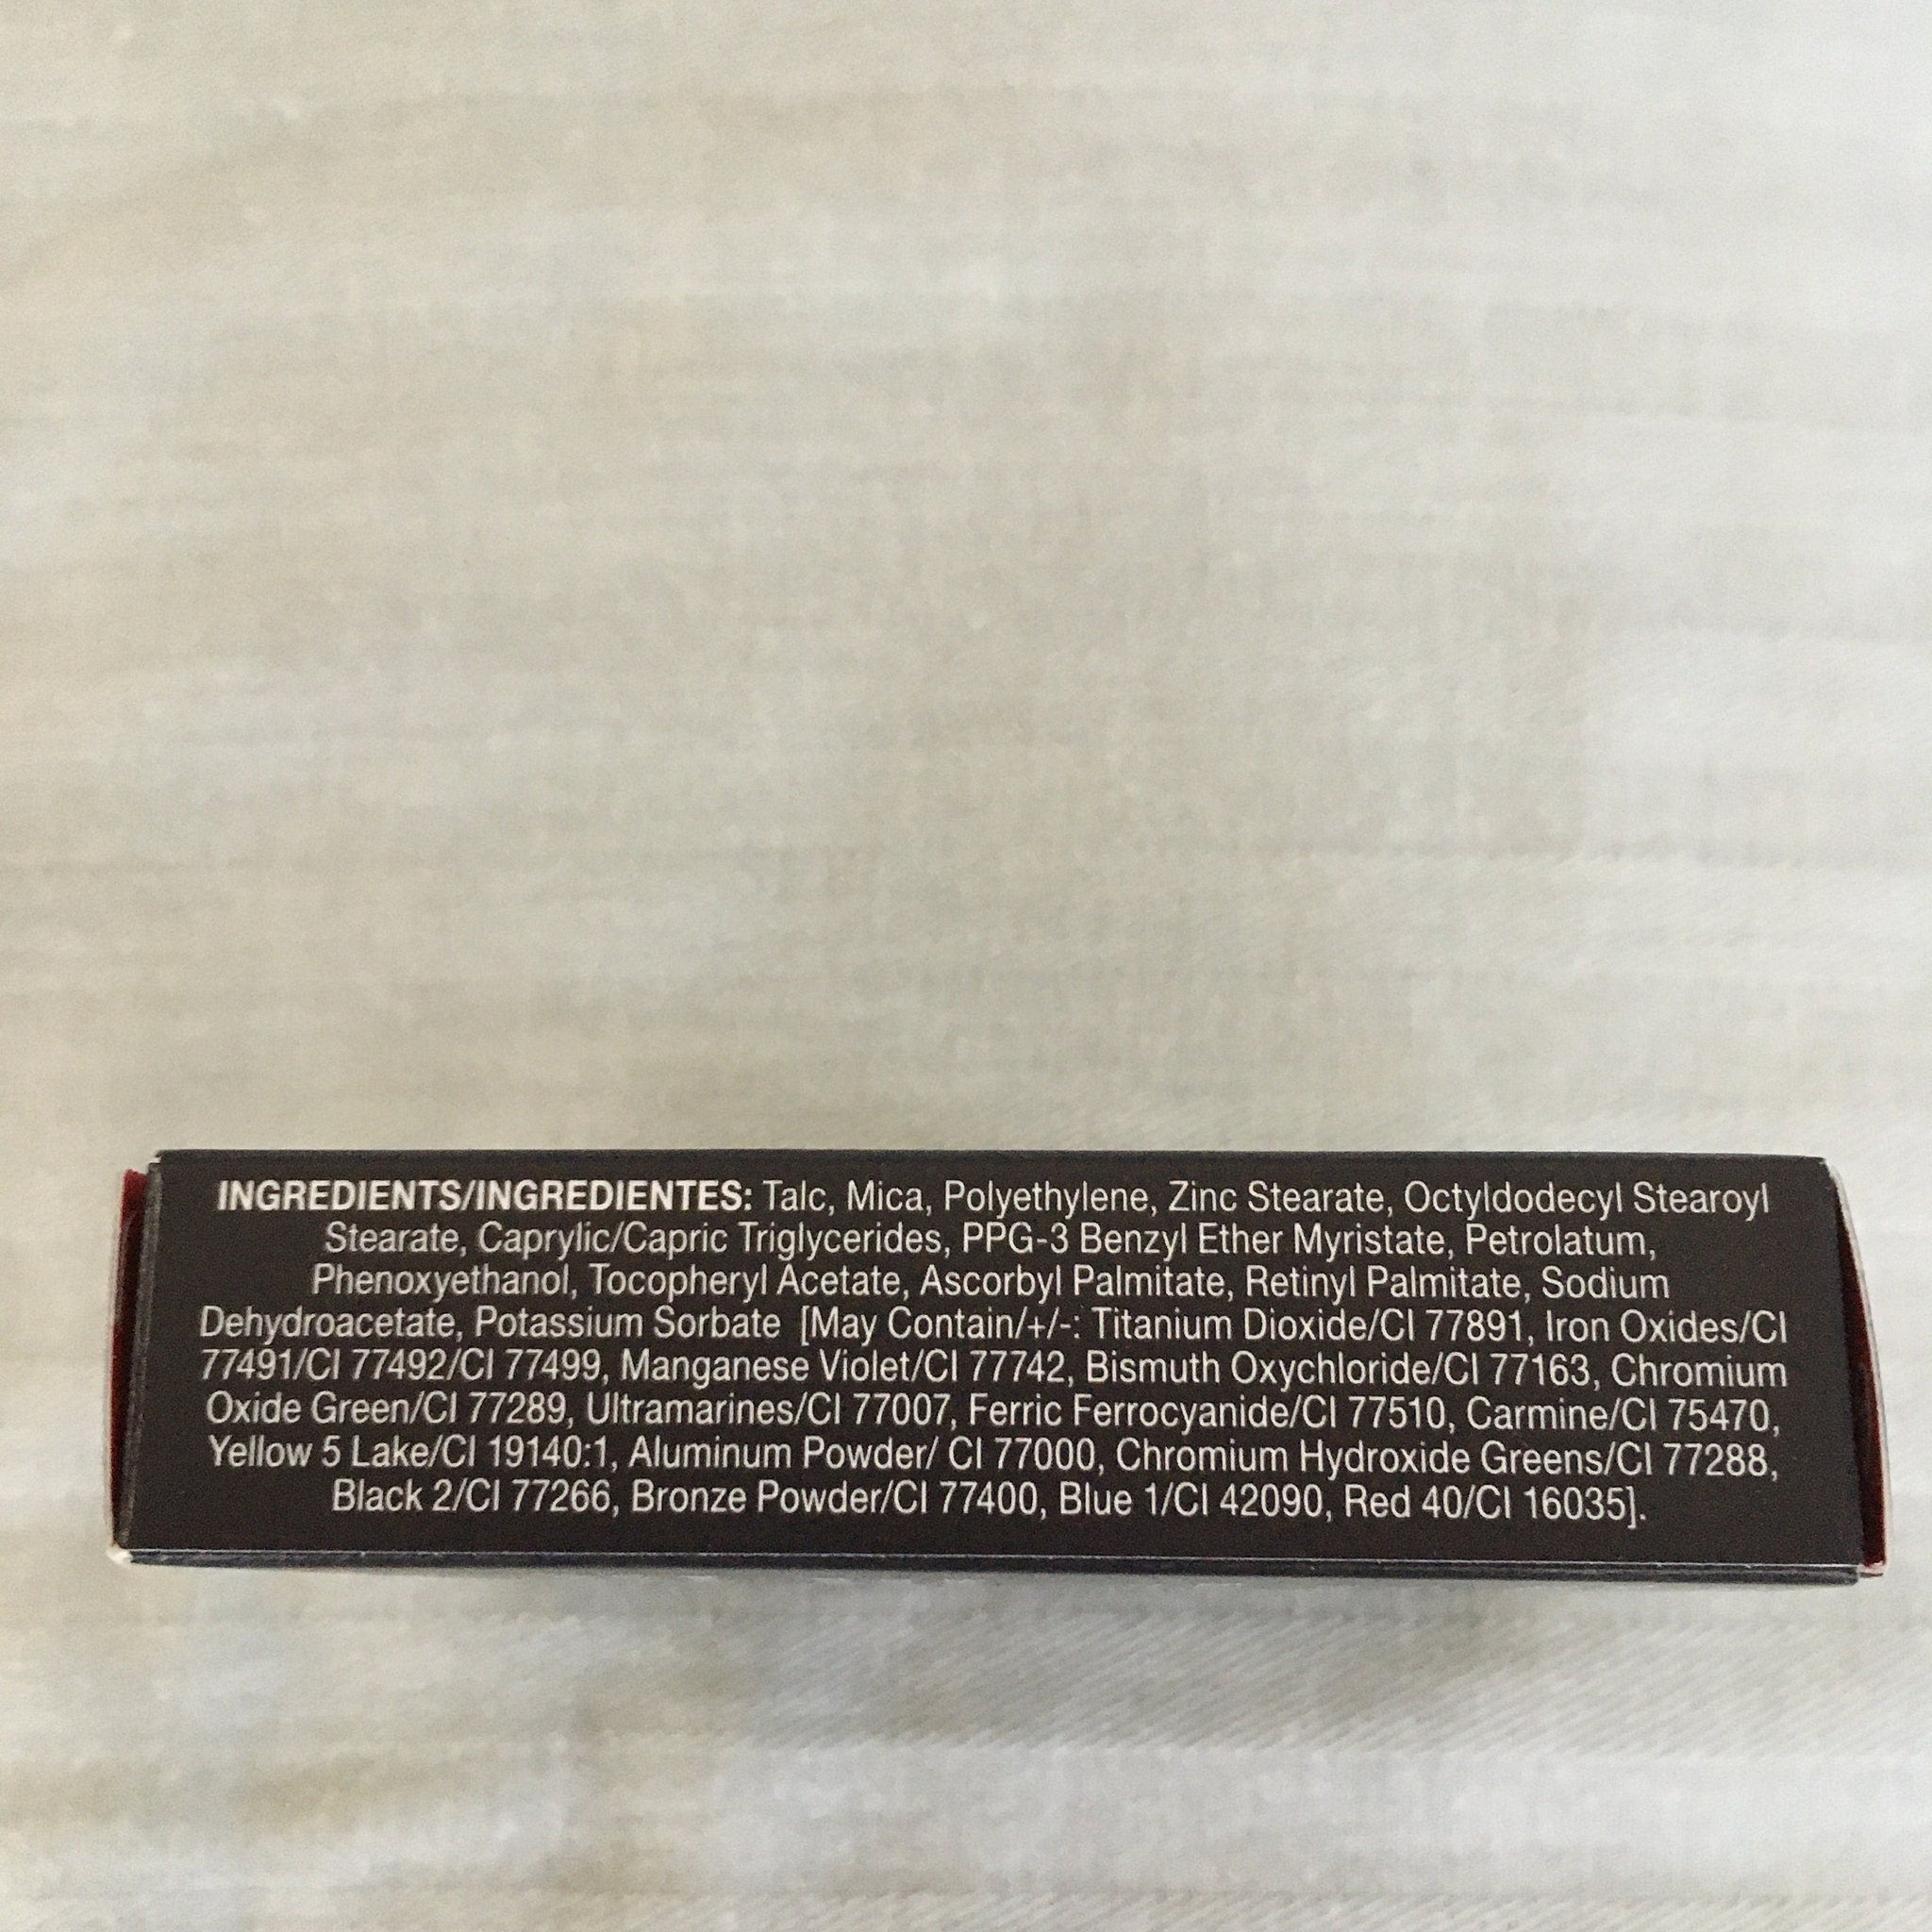 INGREDIENTS/INGREDIENTES: Talc, Mica, Polyethylene, Zinc Stearate, Octyldodecyl Stearoyl
Stearate, Caprylic/Capric Triglycerides, PPG-3 Benzyl Ether Myristate, Petrolatum,
Phenoxyethanol, Tocopheryl Acetate, Ascorbyl Palmitate, Retinyl Palmitate, Sodium
Dehydroacetate, Potassium Sorbate [May Contain/+/-: Titanium Dioxide/CI 77891, Iron Oxides/CI
77491/CI 77492/CI 77499, Manganese Violet/CI 77742, Bismuth Oxychloride/CI 77163, Chromium
Oxide Green/CI 77289, Ultramarines/CI 77007, Ferric Ferrocyanide/CI 77510, Carmine/CI 75470,
Yellow 5 Lake/CI 19140:1, Aluminum Powder/ CI 77000, Chromium Hydroxide Greens/CI 77288,
Black 2/CI 77266, Bronze Powder/CI 77400, Blue 1/CI 42090, Red 40/CI 16035].